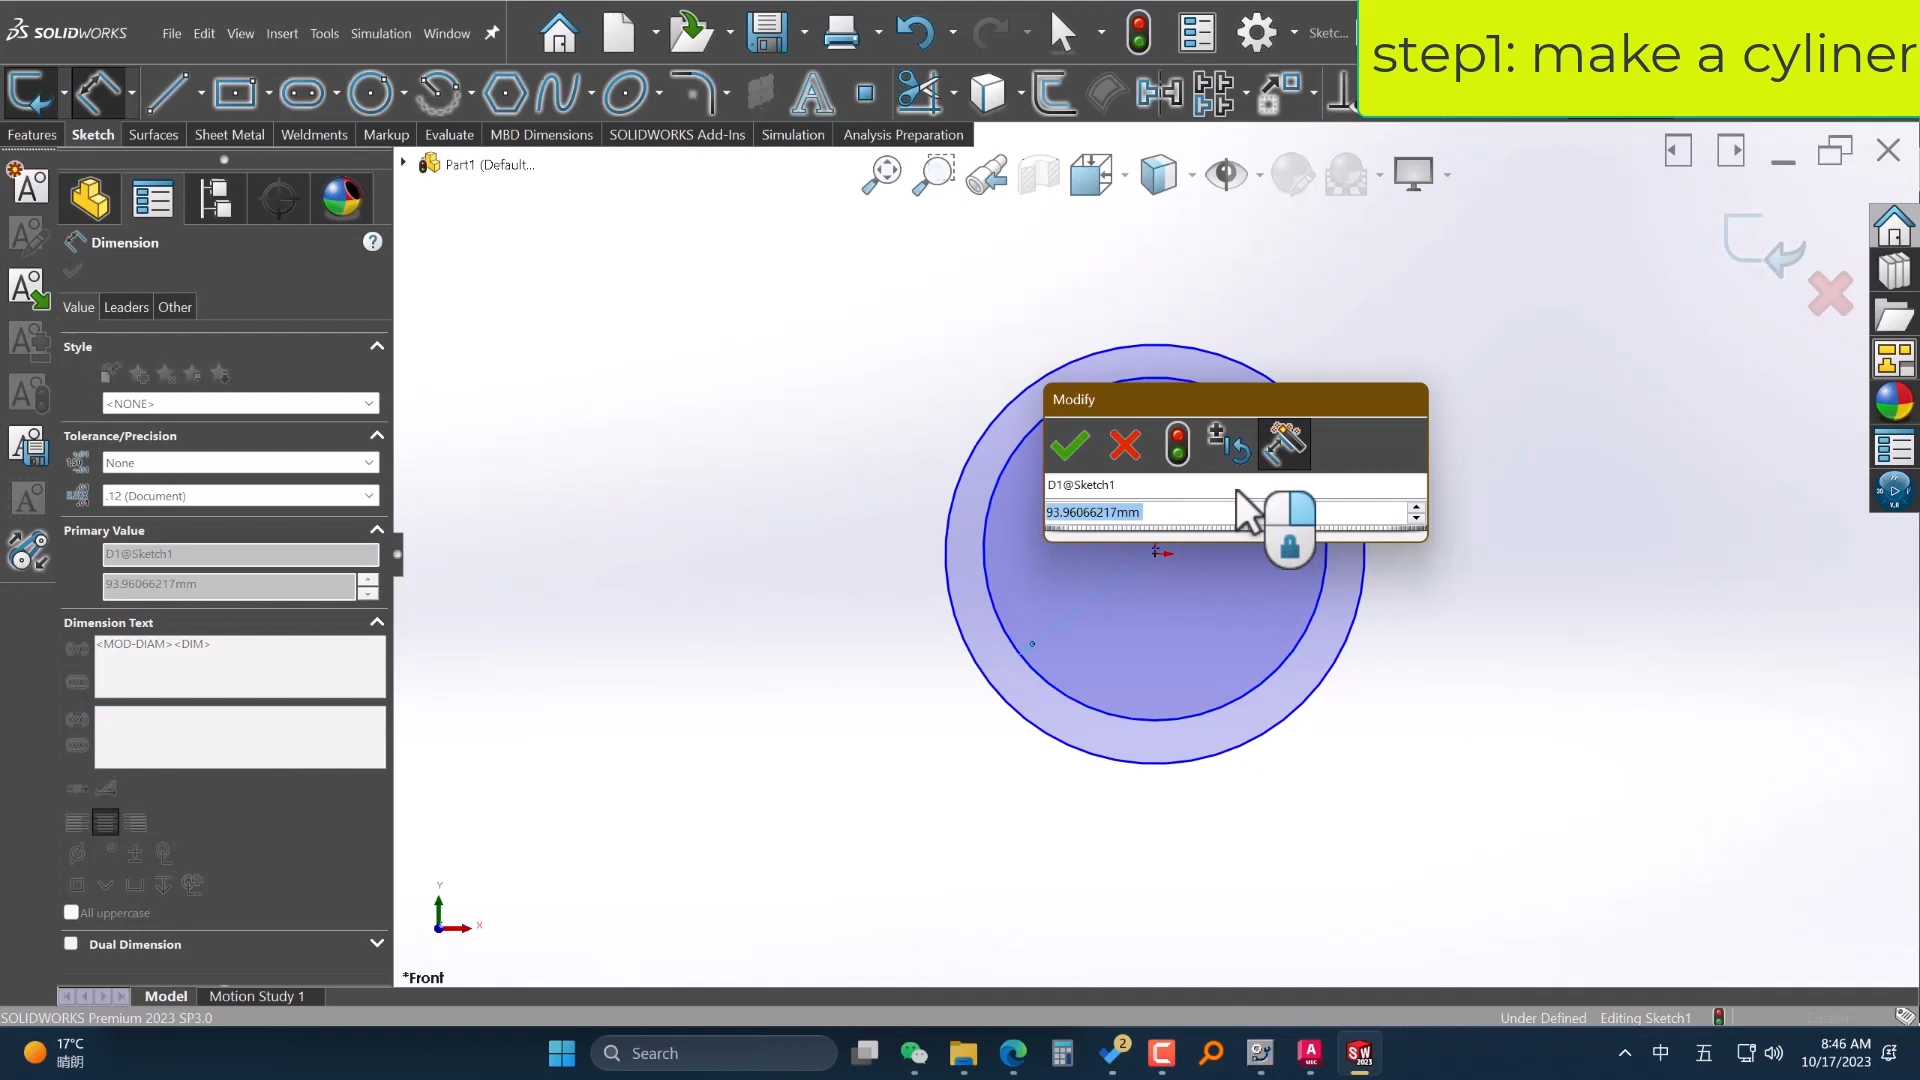 SOLIDWORKS
File Edit View Insert Tools Simulation Window
Sketc...
step1: make a cyliner
Features Sketch Surfaces Sheet Metal Weldments Markup Evaluate MBD Dimensions SOLIDWORKS Add-Ins Simulation Analysis Preparation
Part1 (Default...
Dimension
Value Leaders Other
Style
<NONE>
Tolerance/Precision
None
.12 (Document)
Primary Value
D1@Sketch1
93.96066217mm
Dimension Text
<MOD-DIAM><DIM>
All uppercase
Dual Dimension
Modify
D1@Sketch1
93.96066217mm
Y
X
*Front
Model Motion Study 1
SOLIDWORKS Premium 2023 SP3.0
Under Defined Editing Sketch1
17°C
晴朗
Search
2
SW
2023
中
五
8:46 AM
10/17/2023